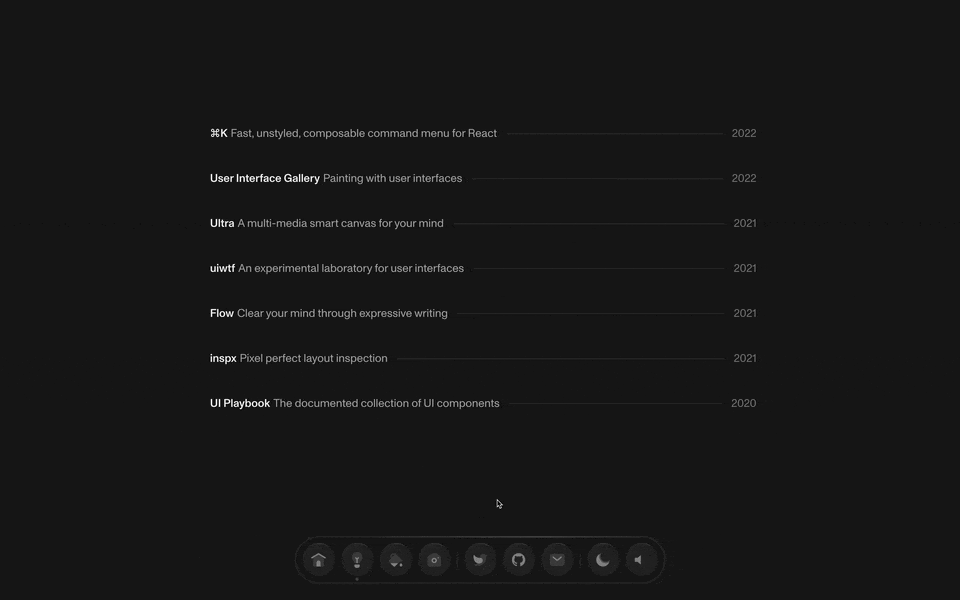 ⌘K Fast, unstyled, composable command menu for React 2022
User Interface Gallery Painting with user interfaces 2022
Ultra A multi-media smart canvas for your mind 2021
uiwtf An experimental laboratory for user interfaces 2021
Flow Clear your mind through expressive writing 2021
inspx Pixel perfect layout inspection 2021
UI Playbook The documented collection of UI components 2020